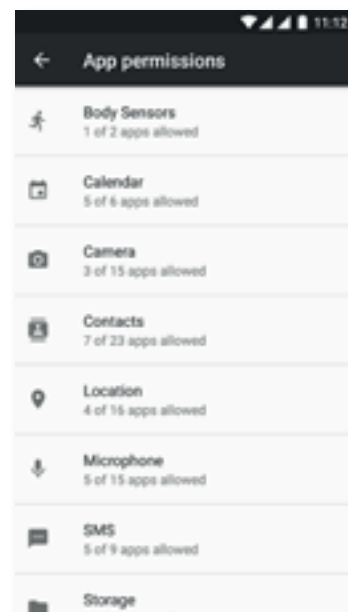 11:12
App permissions
Body Sensors
1 of 2 apps allowed
Calendar
5 of 6 apps allowed
Camera
3 of 15 apps allowed
Contacts
7 of 23 apps allowed
Location
4 of 16 apps allowed
Microphone
5 of 15 apps allowed
SMS
5 of 9 apps allowed
Storage